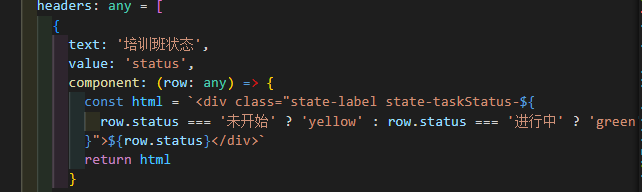 headers: any = [
{
text: '培训班状态',
value: 'status',
component: (row: any) => {
const html = `<div class="state-label state-taskStatus-${
row.status === '未开始' ? 'yellow' : row.status === '进行中' ? 'green
}">${row.status}</div>`
return html
}